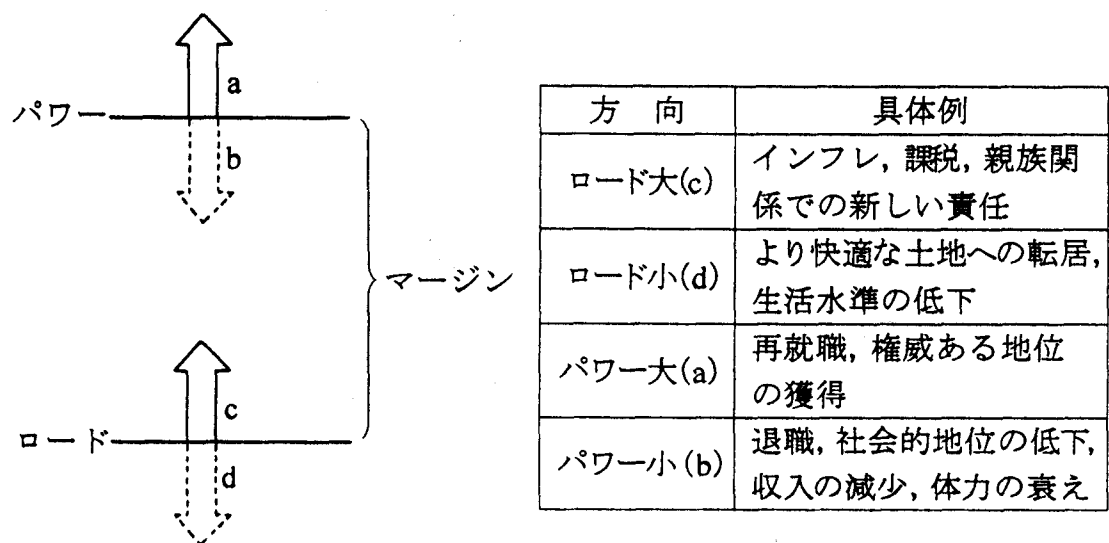 a
パワー
b
マージン
c
ロード
d
方 向 具体例
ロード大(c) インフレ, 課税, 親族関
係での新しい責任
ロード小(d) より快適な土地への転居,
生活水準の低下
パワー大(a) 再就職, 権威ある地位
の獲得
パワー小(b) 退職, 社会的地位の低下,
収入の減少, 体力の衰え